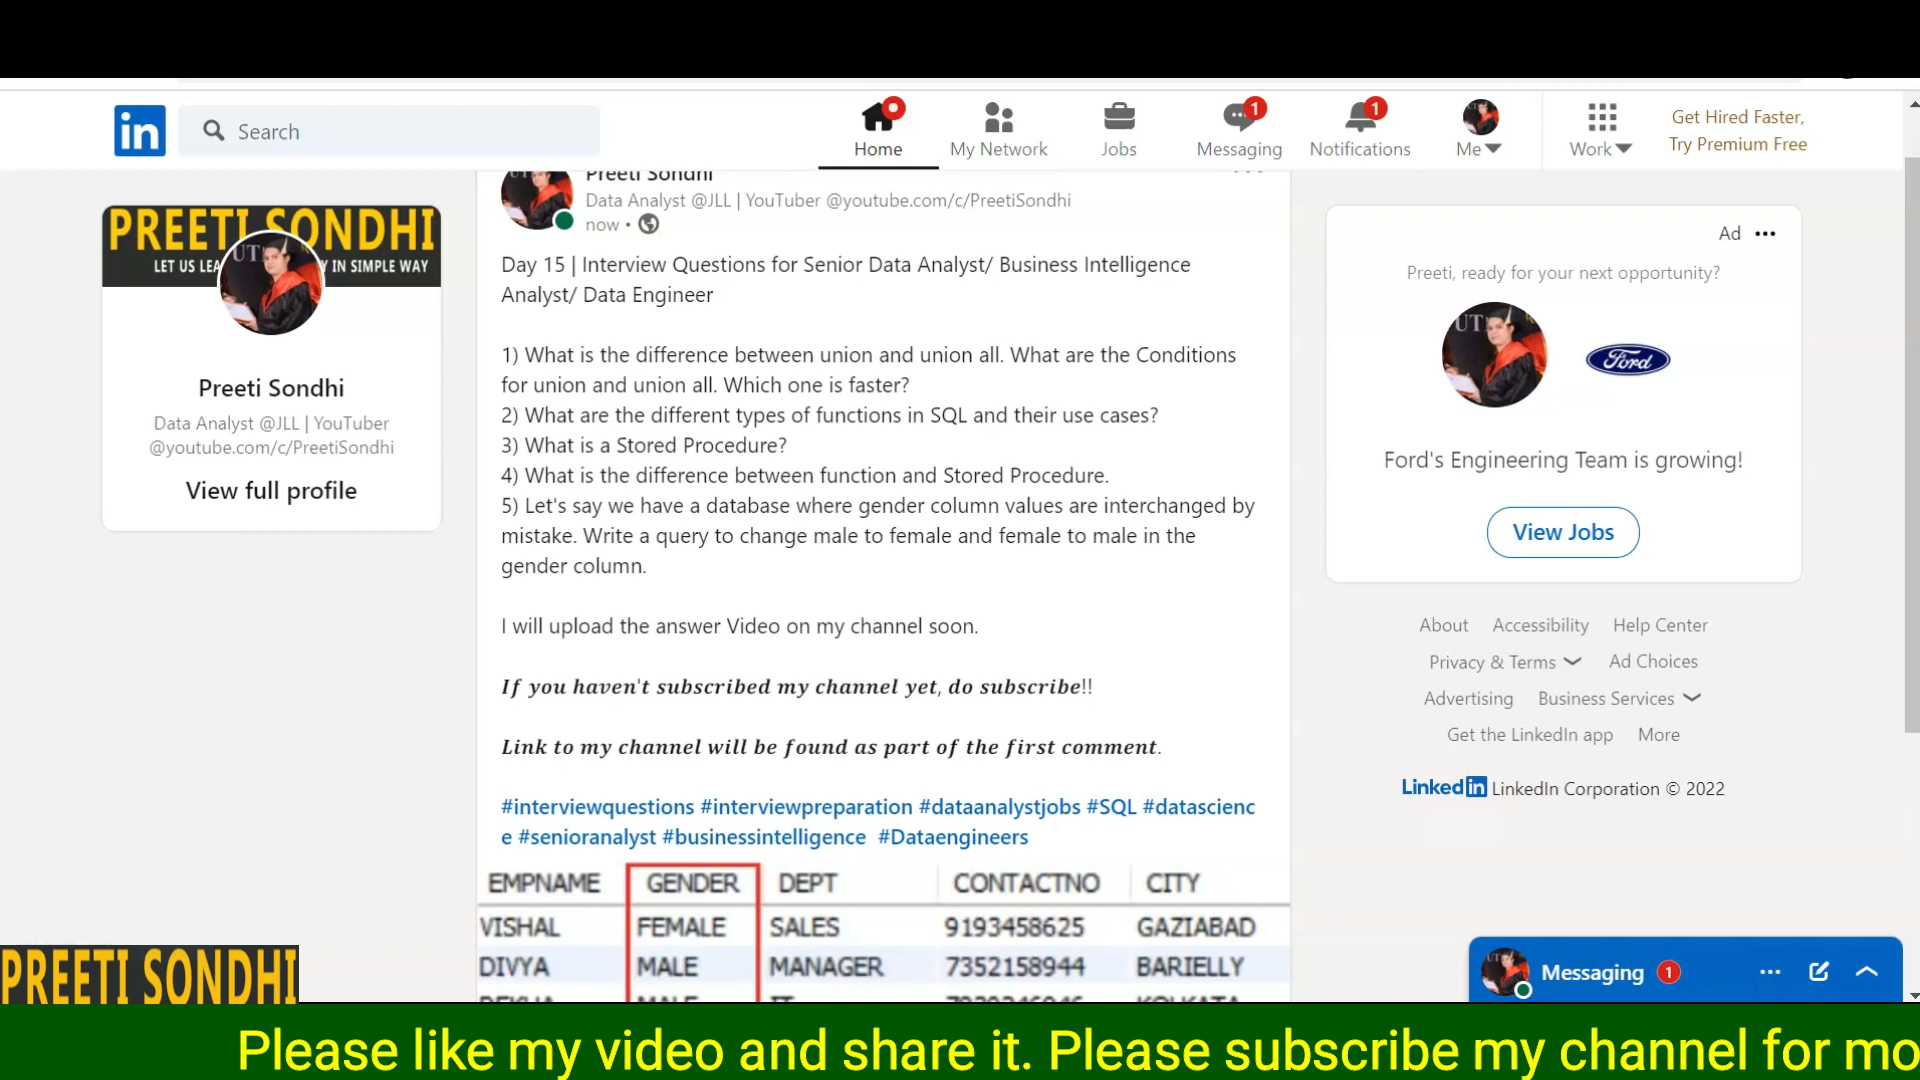 in
Search
Home
My Network
Jobs
1
Messaging
1
Notifications
Me
Work
Get Hired Faster,
Try Premium Free
PREETI SONDHI
IN SIMPLE WAY
Preeti Sondhi
Data Analyst @JLL | YouTuber
@youtube.com/c/PreetiSondhi
View full profile
Preeti Sondhi
Data Analyst @JLL | YouTuber @youtube.com/c/PreetiSondhi
now •
Day 15 | Interview Questions for Senior Data Analyst/ Business Intelligence
Analyst/ Data Engineer
1) What is the difference between union and union all. What are the Conditions
for union and union all. Which one is faster?
2) What are the different types of functions in SQL and their use cases?
3) What is a Stored Procedure?
4) What is the difference between function and Stored Procedure.
5) Let's say we have a database where gender column values are interchanged by
mistake. Write a query to change male to female and female to male in the
gender column.
I will upload the answer Video on my channel soon.
If you haven't subscribed my channel yet, do subscribe!!
Link to my channel will be found as part of the first comment.
#interviewquestions #interviewpreparation #dataanalystjobs #SQL #datascienc
e #senioranalyst #businessintelligence #Dataengineers
EMPNAME GENDER DEPT CONTACTNO CITY
VISHAL FEMALE SALES 9193458625 GAZIABAD
DIVYA MALE MANAGER 7352158944 BARIELLY
Ad
Preeti, ready for your next opportunity?
Ford
Ford's Engineering Team is growing!
View Jobs
About Accessibility Help Center
Privacy & Terms Ad Choices
Advertising Business Services
Get the LinkedIn app More
LinkedIn LinkedIn Corporation © 2022
Messaging 1
PREETI SONDHI
Please like my video and share it. Please subscribe my channel for mo